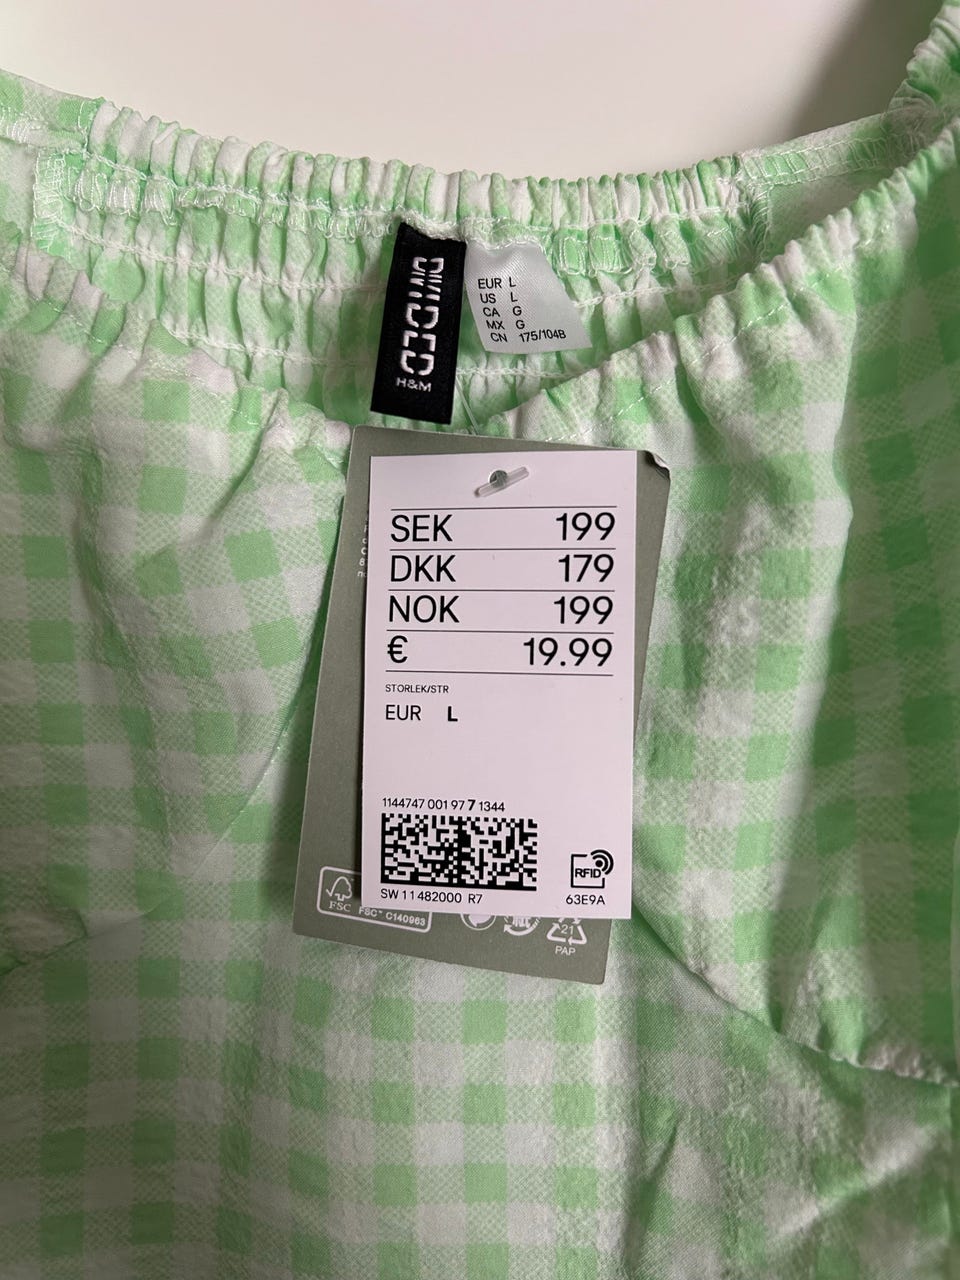 DIVIDED
H&M
EUR L
US L
CA G
MX G
CN 175/104B
SEK 199
DKK 179
NOK 199
€ 19.99
STORLEK/STR
EUR L
1144747 001 97 7 1344
RFID
SW 11 482000 R7
63E9A
FSC
FSC™ C140963
21
PAP